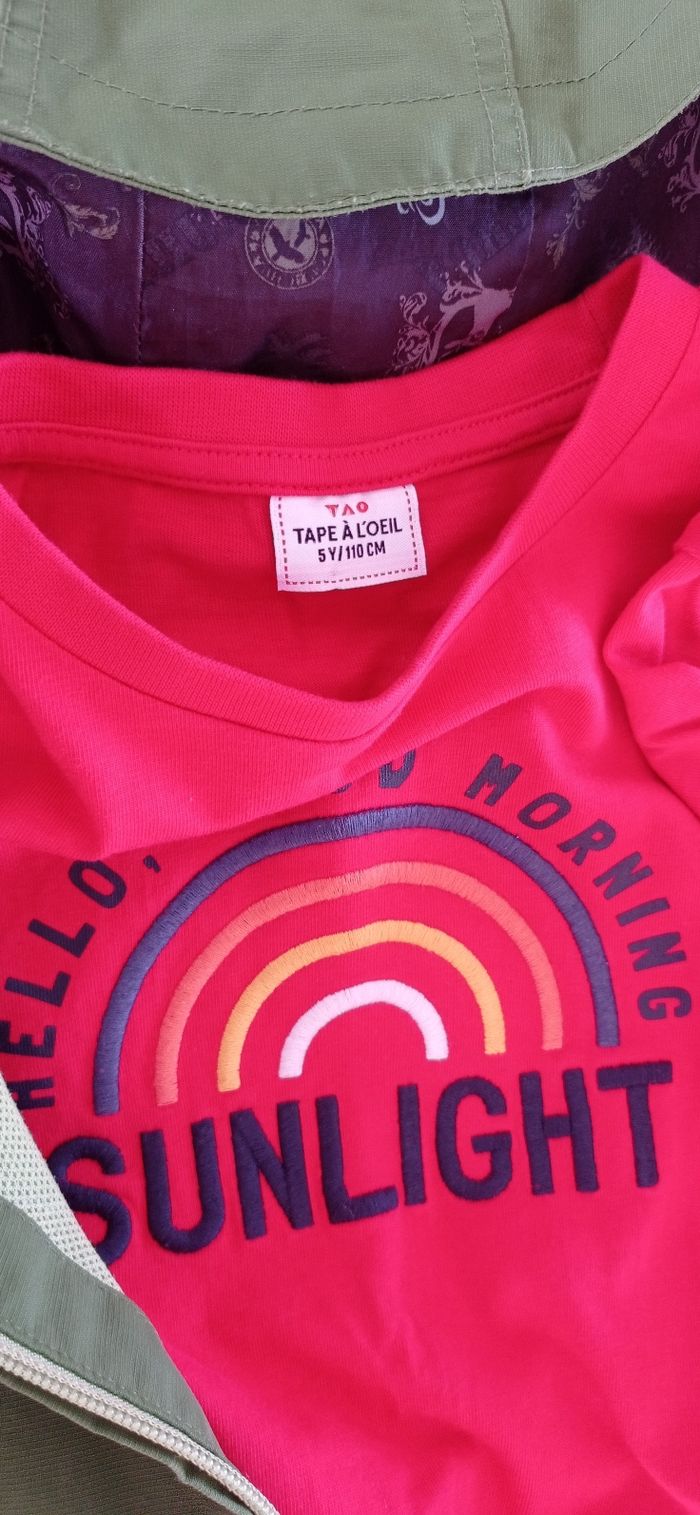 TAO
TAPE À L'OEIL
5 Y/110 CM
HELLO, MORNING
SUNLIGHT